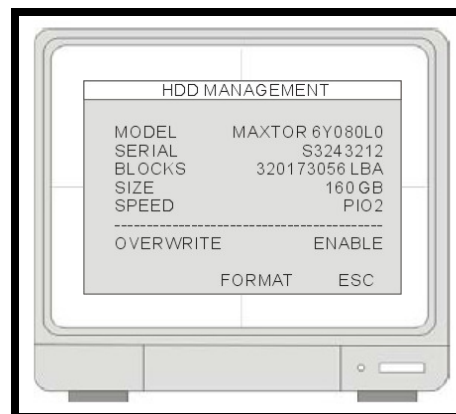 HDD MANAGEMENT
MODEL MAXTOR 6Y080L0
SERIAL S3243212
BLOCKS 320173056 LBA
SIZE 160 GB
SPEED PIO2
OVERWRITE ENABLE
FORMAT ESC